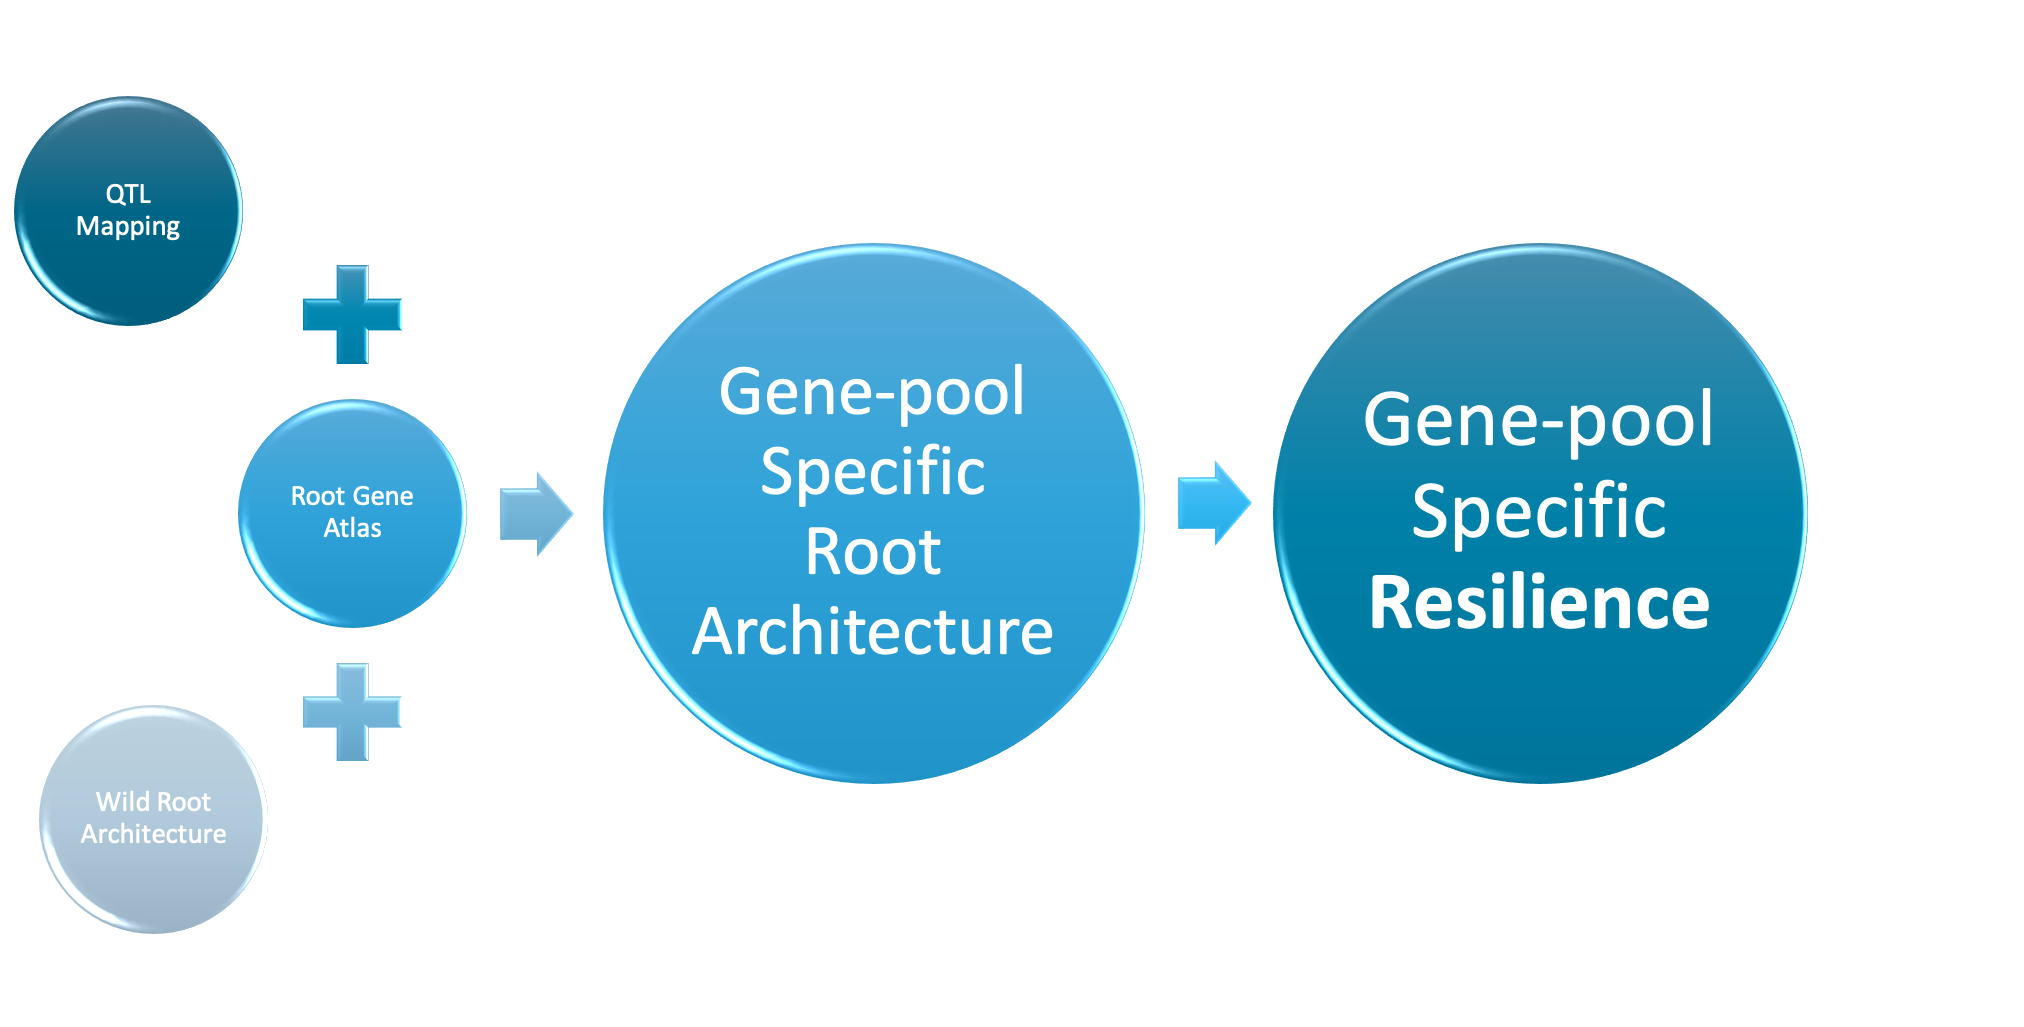 QTL
Mapping
Root Gene
Atlas
Wild Root
Architecture
Gene-pool
Specific
Root
Architecture
Gene-pool
Specific
Resilience